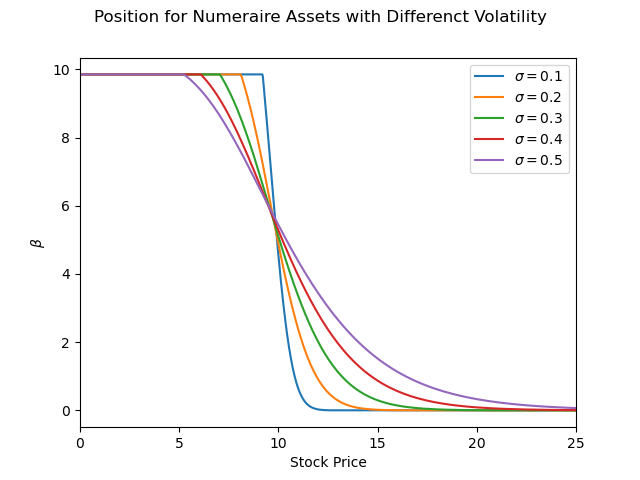 Position for Numeraire Assets with Differenct Volatility
10
8
6
4
2
0
β
0 5 10 15 20 25
Stock Price
σ = 0.1
σ = 0.2
σ = 0.3
σ = 0.4
σ = 0.5